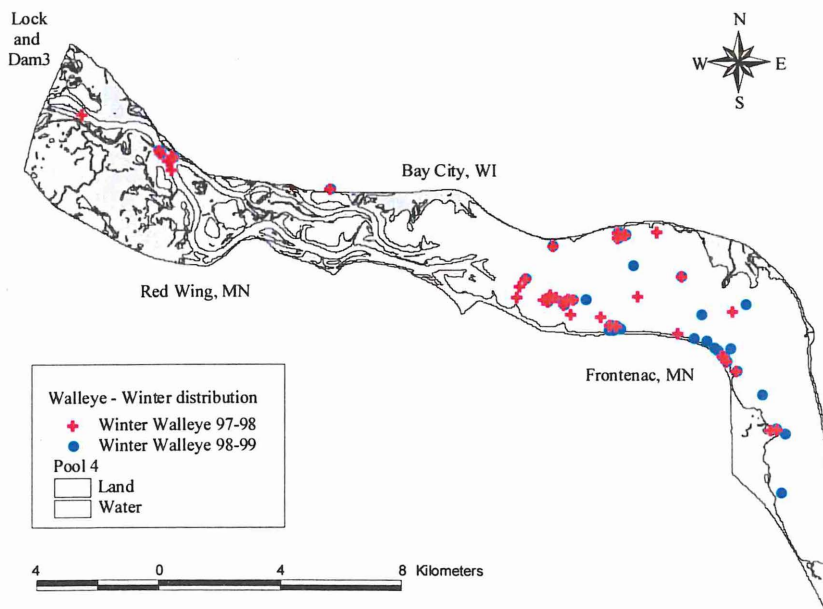 Lock
and
Dam3
N
W E
S
Bay City, WI
Red Wing, MN
Frontenac, MN
Walleye - Winter distribution
Winter Walleye 97-98
Winter Walleye 98-99
Pool 4
Land
Water
4 0 4 8 Kilometers